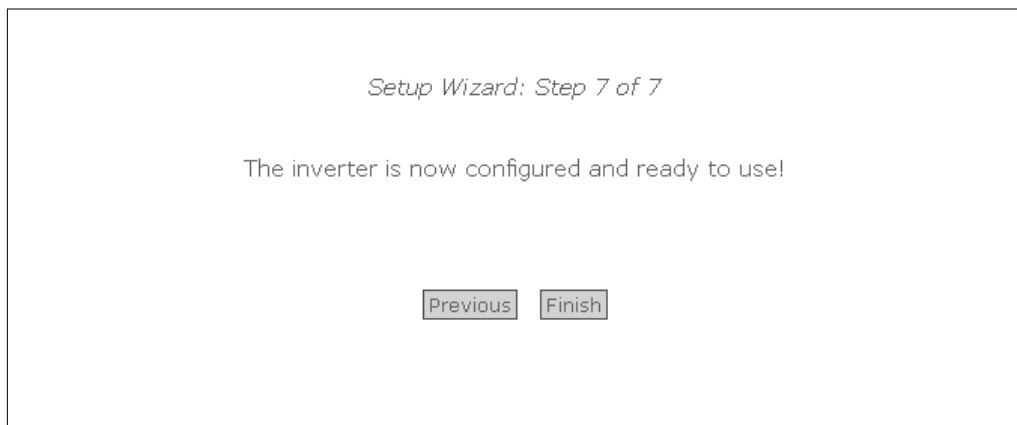 Setup Wizard: Step 7 of 7
The inverter is now configured and ready to use!
Previous Finish